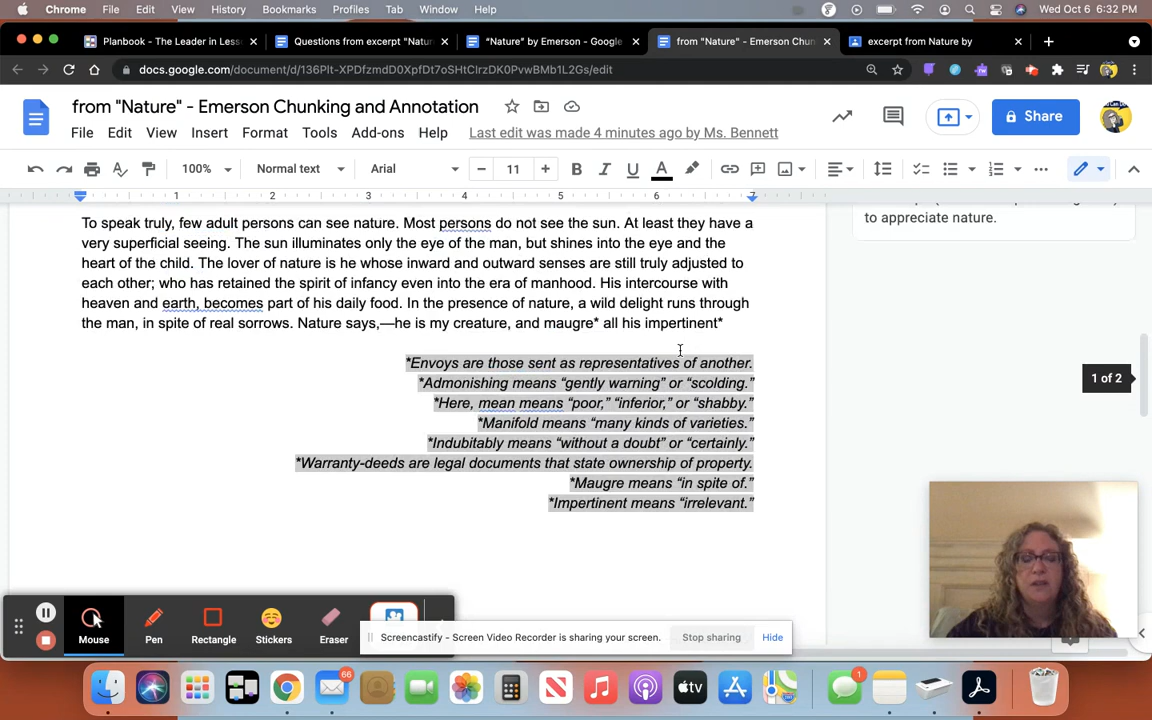 Chrome File Edit View History Bookmarks Profiles Tab Window Help Wed Oct 6 6:32 PM
Planbook - The Leader in Less
Questions from excerpt "Natur
"Nature" by Emerson - Google
from "Nature" - Emerson Chun
excerpt from Nature by
docs.google.com/document/d/136Plt-XPDfzmdD0XpfDt7oSHtClrzDK0PvwBMb1L2Gs/edit
from "Nature" - Emerson Chunking and Annotation
Share
File Edit View Insert Format Tools Add-ons Help Last edit was made 4 minutes ago by Ms. Bennett
100% Normal text Arial 11 B I U A
1 2 3 4 5 6 7
To speak truly, few adult persons can see nature. Most persons do not see the sun. At least they have a
very superficial seeing. The sun illuminates only the eye of the man, but shines into the eye and the
heart of the child. The lover of nature is he whose inward and outward senses are still truly adjusted to
each other; who has retained the spirit of infancy even into the era of manhood. His intercourse with
heaven and earth, becomes part of his daily food. In the presence of nature, a wild delight runs through
the man, in spite of real sorrows. Nature says,—he is my creature, and maugre* all his impertinent*
to appreciate nature.
*Envoys are those sent as representatives of another.
*Admonishing means “gently warning” or “scolding.”
*Here, mean means “poor,” “inferior,” or “shabby.”
*Manifold means “many kinds of varieties.”
*Indubitably means “without a doubt” or “certainly.”
*Warranty-deeds are legal documents that state ownership of property.
*Maugre means “in spite of.”
*Impertinent means “irrelevant.”
1 of 2
Mouse Pen Rectangle Stickers Eraser
Screencastify - Screen Video Recorder is sharing your screen. Stop sharing Hide
66
tv
1